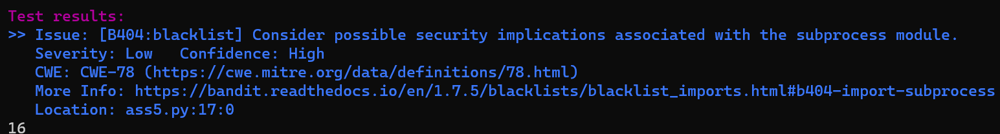 Test results:
>> Issue: [B404:blacklist] Consider possible security implications associated with the subprocess module.
Severity: Low   Confidence: High
CWE: CWE-78 (https://cwe.mitre.org/data/definitions/78.html)
More Info: https://bandit.readthedocs.io/en/1.7.5/blacklists/blacklist_imports.html#b404-import-subprocess
Location: ass5.py:17:0
16